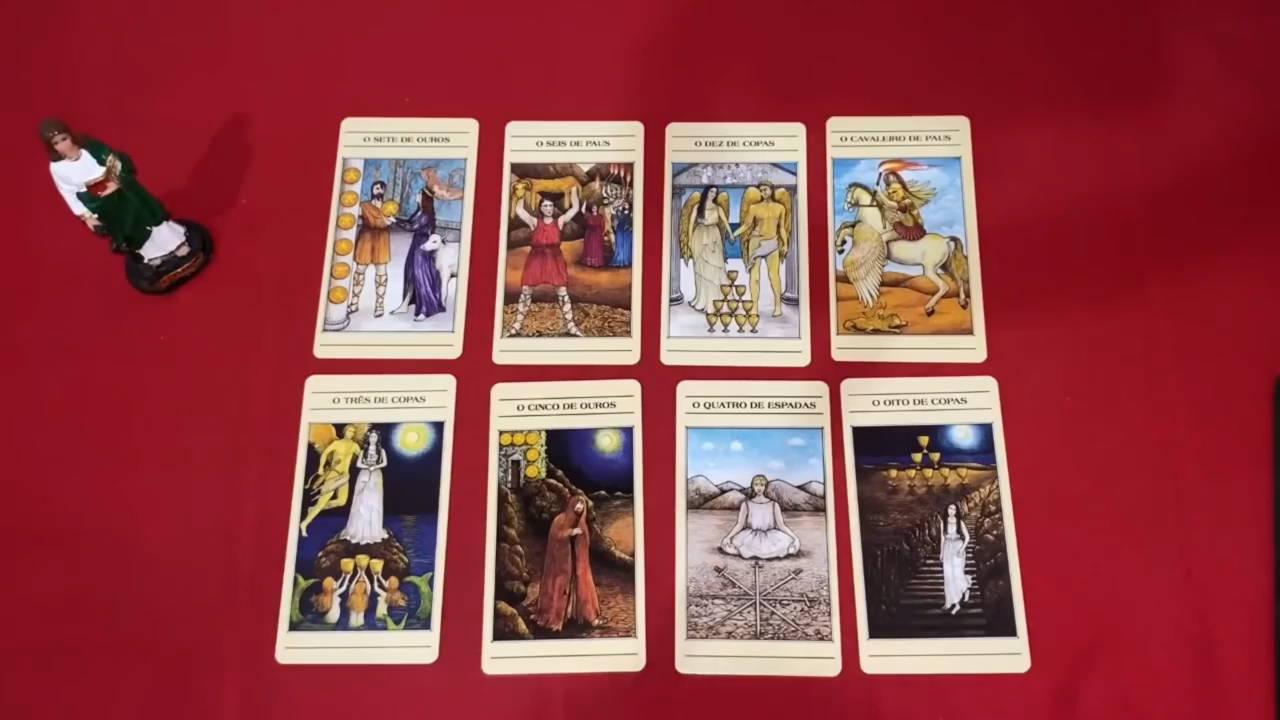 O SETE DE OUROS
O SEIS DE PAUS
O DEZ DE COPAS
O CAVALEIRO DE PAUS
O TRÊS DE COPAS
O CINCO DE OUROS
O QUATRO DE ESPADAS
O OITO DE COPAS